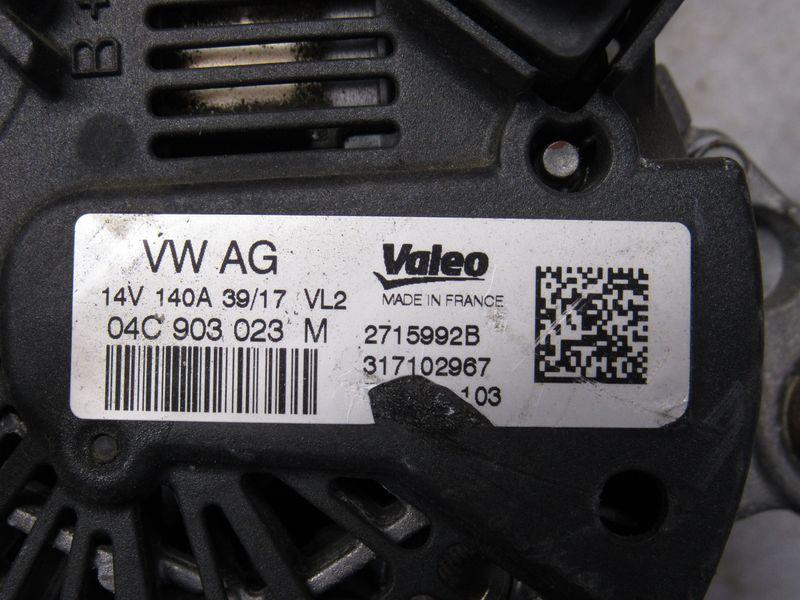 B+
VW AG
14V 140A 39/17 VL2
04C 903 023 M
Valeo
MADE IN FRANCE
2715992B
317102967
103